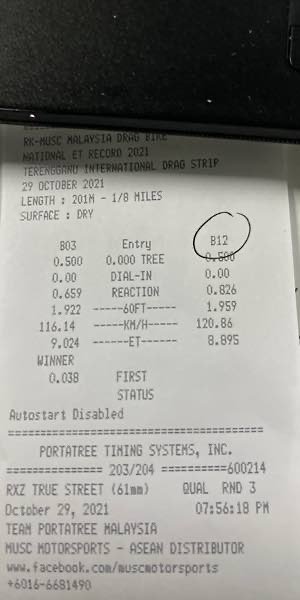 RK-MUSC MALAYSIA DRAG BIKE
NATIONAL ET RECORD 2021
TERENGGANU INTERNATIONAL DRAG STRIP
29 OCTOBER 2021
LENGTH : 201M - 1/8 MILES
SURFACE : DRY
B03 Entry B12
0.500 0.000 TREE 0.500
0.00 DIAL-IN 0.00
0.659 REACTION 0.826
1.922 -----60FT----- 1.959
116.14 -----KM/H----- 120.86
9.024 ------ET------ 8.895
WINNER
0.038 FIRST
STATUS
Autostart Disabled
=====================================
PORTATREE TIMING SYSTEMS, INC.
============== 203/204 ==========600214
RXZ TRUE STREET (61mm) QUAL RND 3
October 29, 2021 07:56:18 PM
TEAM PORTATREE MALAYSIA
MUSC MOTORSPORTS - ASEAN DISTRIBUTOR
www.facebook.com/muscmotorsports
+6016-6681490